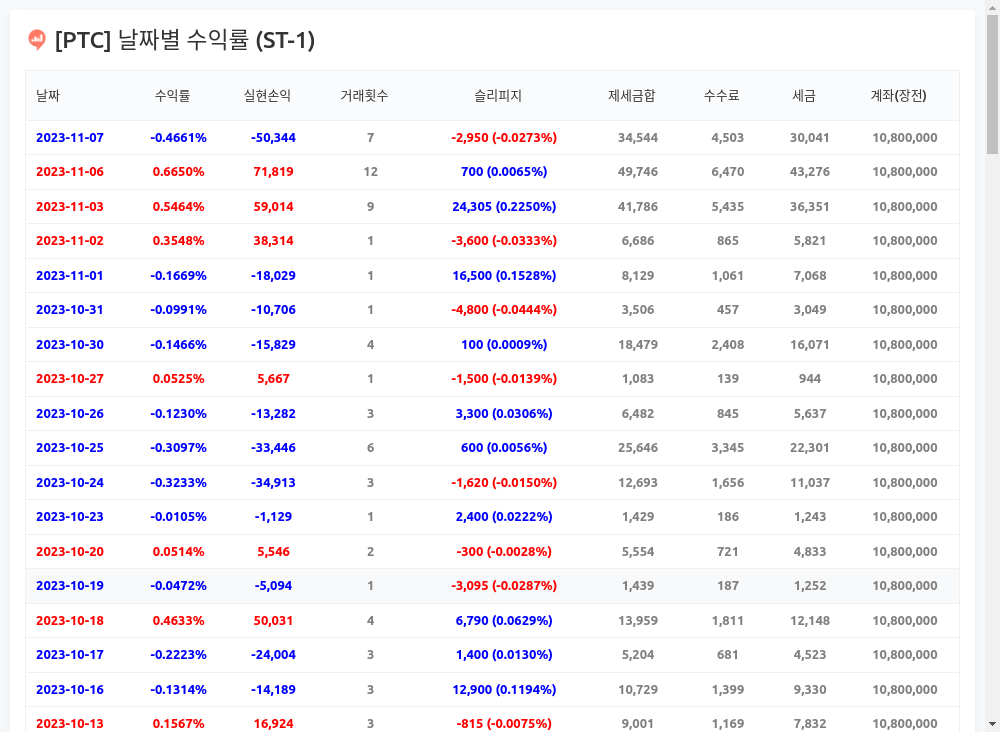 [PTC] 날짜별 수익률 (ST-1)
날짜 수익률 실현손익 거래횟수 슬리피지 제세금합 수수료 세금 계좌(장전)
2023-11-07 -0.4661% -50,344 7 -2,950 (-0.0273%) 34,544 4,503 30,041 10,800,000
2023-11-06 0.6650% 71,819 12 700 (0.0065%) 49,746 6,470 43,276 10,800,000
2023-11-03 0.5464% 59,014 9 24,305 (0.2250%) 41,786 5,435 36,351 10,800,000
2023-11-02 0.3548% 38,314 1 -3,600 (-0.0333%) 6,686 865 5,821 10,800,000
2023-11-01 -0.1669% -18,029 1 16,500 (0.1528%) 8,129 1,061 7,068 10,800,000
2023-10-31 -0.0991% -10,706 1 -4,800 (-0.0444%) 3,506 457 3,049 10,800,000
2023-10-30 -0.1466% -15,829 4 100 (0.0009%) 18,479 2,408 16,071 10,800,000
2023-10-27 0.0525% 5,667 1 -1,500 (-0.0139%) 1,083 139 944 10,800,000
2023-10-26 -0.1230% -13,282 3 3,300 (0.0306%) 6,482 845 5,637 10,800,000
2023-10-25 -0.3097% -33,446 6 600 (0.0056%) 25,646 3,345 22,301 10,800,000
2023-10-24 -0.3233% -34,913 3 -1,620 (-0.0150%) 12,693 1,656 11,037 10,800,000
2023-10-23 -0.0105% -1,129 1 2,400 (0.0222%) 1,429 186 1,243 10,800,000
2023-10-20 0.0514% 5,546 2 -300 (-0.0028%) 5,554 721 4,833 10,800,000
2023-10-19 -0.0472% -5,094 1 -3,095 (-0.0287%) 1,439 187 1,252 10,800,000
2023-10-18 0.4633% 50,031 4 6,790 (0.0629%) 13,959 1,811 12,148 10,800,000
2023-10-17 -0.2223% -24,004 3 1,400 (0.0130%) 5,204 681 4,523 10,800,000
2023-10-16 -0.1314% -14,189 3 12,900 (0.1194%) 10,729 1,399 9,330 10,800,000
2023-10-13 0.1567% 16,924 3 -815 (-0.0075%) 9,001 1,169 7,832 10,800,000